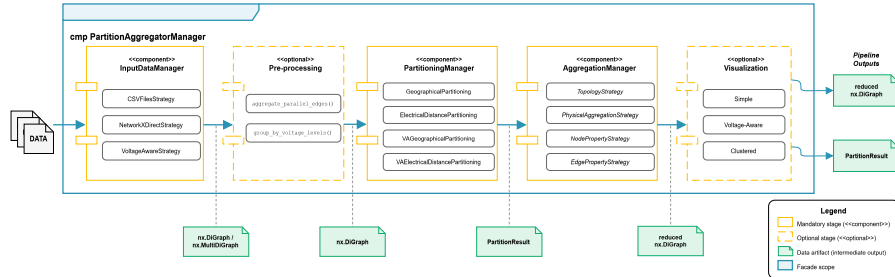 cmp PartitionAggregatorManager
DATA
<<component>>
InputDataManager
CSVFilesStrategy
NetworkXDirectStrategy
VoltageAwareStrategy
<<optional>>
Pre-processing
aggregate_parallel_edges()
group_by_voltage_levels()
<<component>>
PartitioningManager
GeographicalPartitioning
ElectricalDistancePartitioning
VAGeographicalPartitioning
VAElectricalDistancePartitioning
<<component>>
AggregationManager
TopologyStrategy
PhysicalAggregationStrategy
NodePropertyStrategy
EdgePropertyStrategy
<<optional>>
Visualization
Simple
Voltage-Aware
Clustered
Pipeline
Outputs
reduced
nx.DiGraph
PartitionResult
nx.DiGraph /
nx.MultiDiGraph
nx.DiGraph
PartitionResult
reduced
nx.DiGraph
Legend
Mandatory stage (<<component>>)
Optional stage (<<optional>>)
Data artifact (intermediate output)
Facade scope